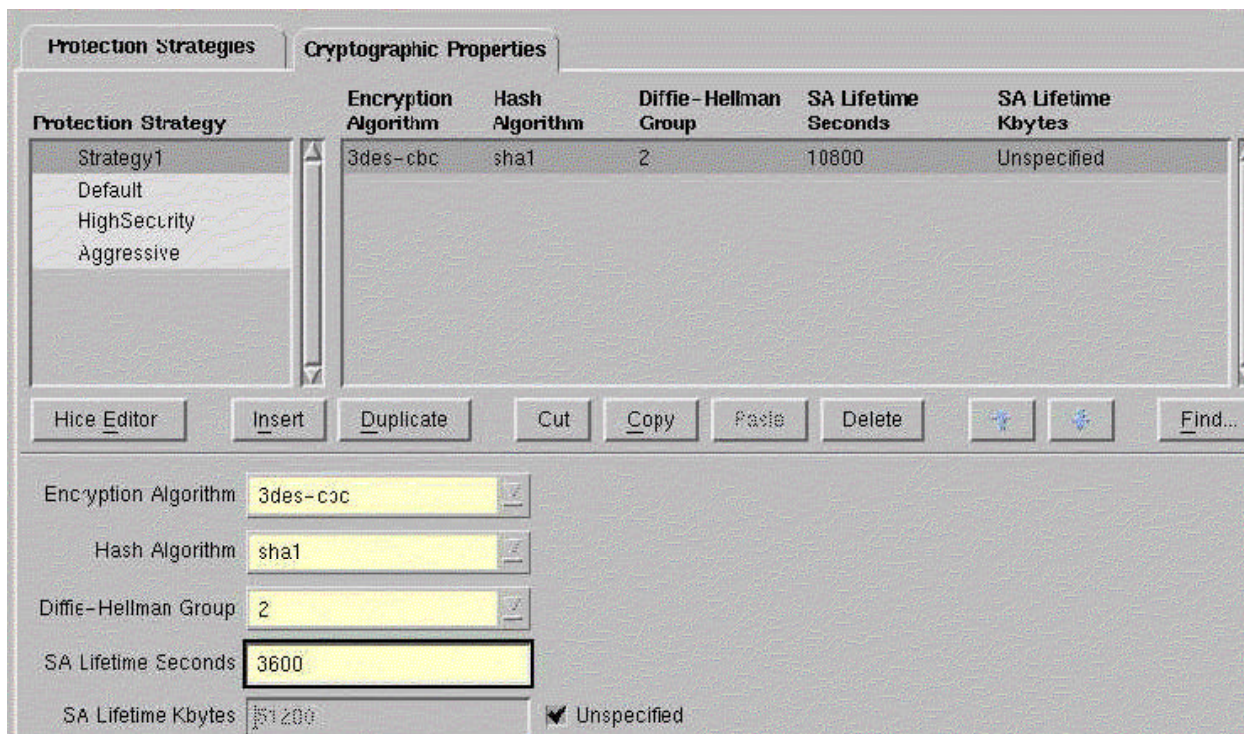 Protection Strategies Cryptographic Properties
Protection Strategy Encryption Algorithm Hash Algorithm Diffie-Hellman Group SA Lifetime Seconds SA Lifetime Kbytes
Strategy1 3des-cbc sha1 2 10800 Unspecified
Default
HighSecurity
Aggressive
Hide Editor Insert Duplicate Cut Copy Paste Delete Find...
Encryption Algorithm 3des-cbc
Hash Algorithm sha1
Diffie-Hellman Group 2
SA Lifetime Seconds 3600
SA Lifetime Kbytes 51200 Unspecified